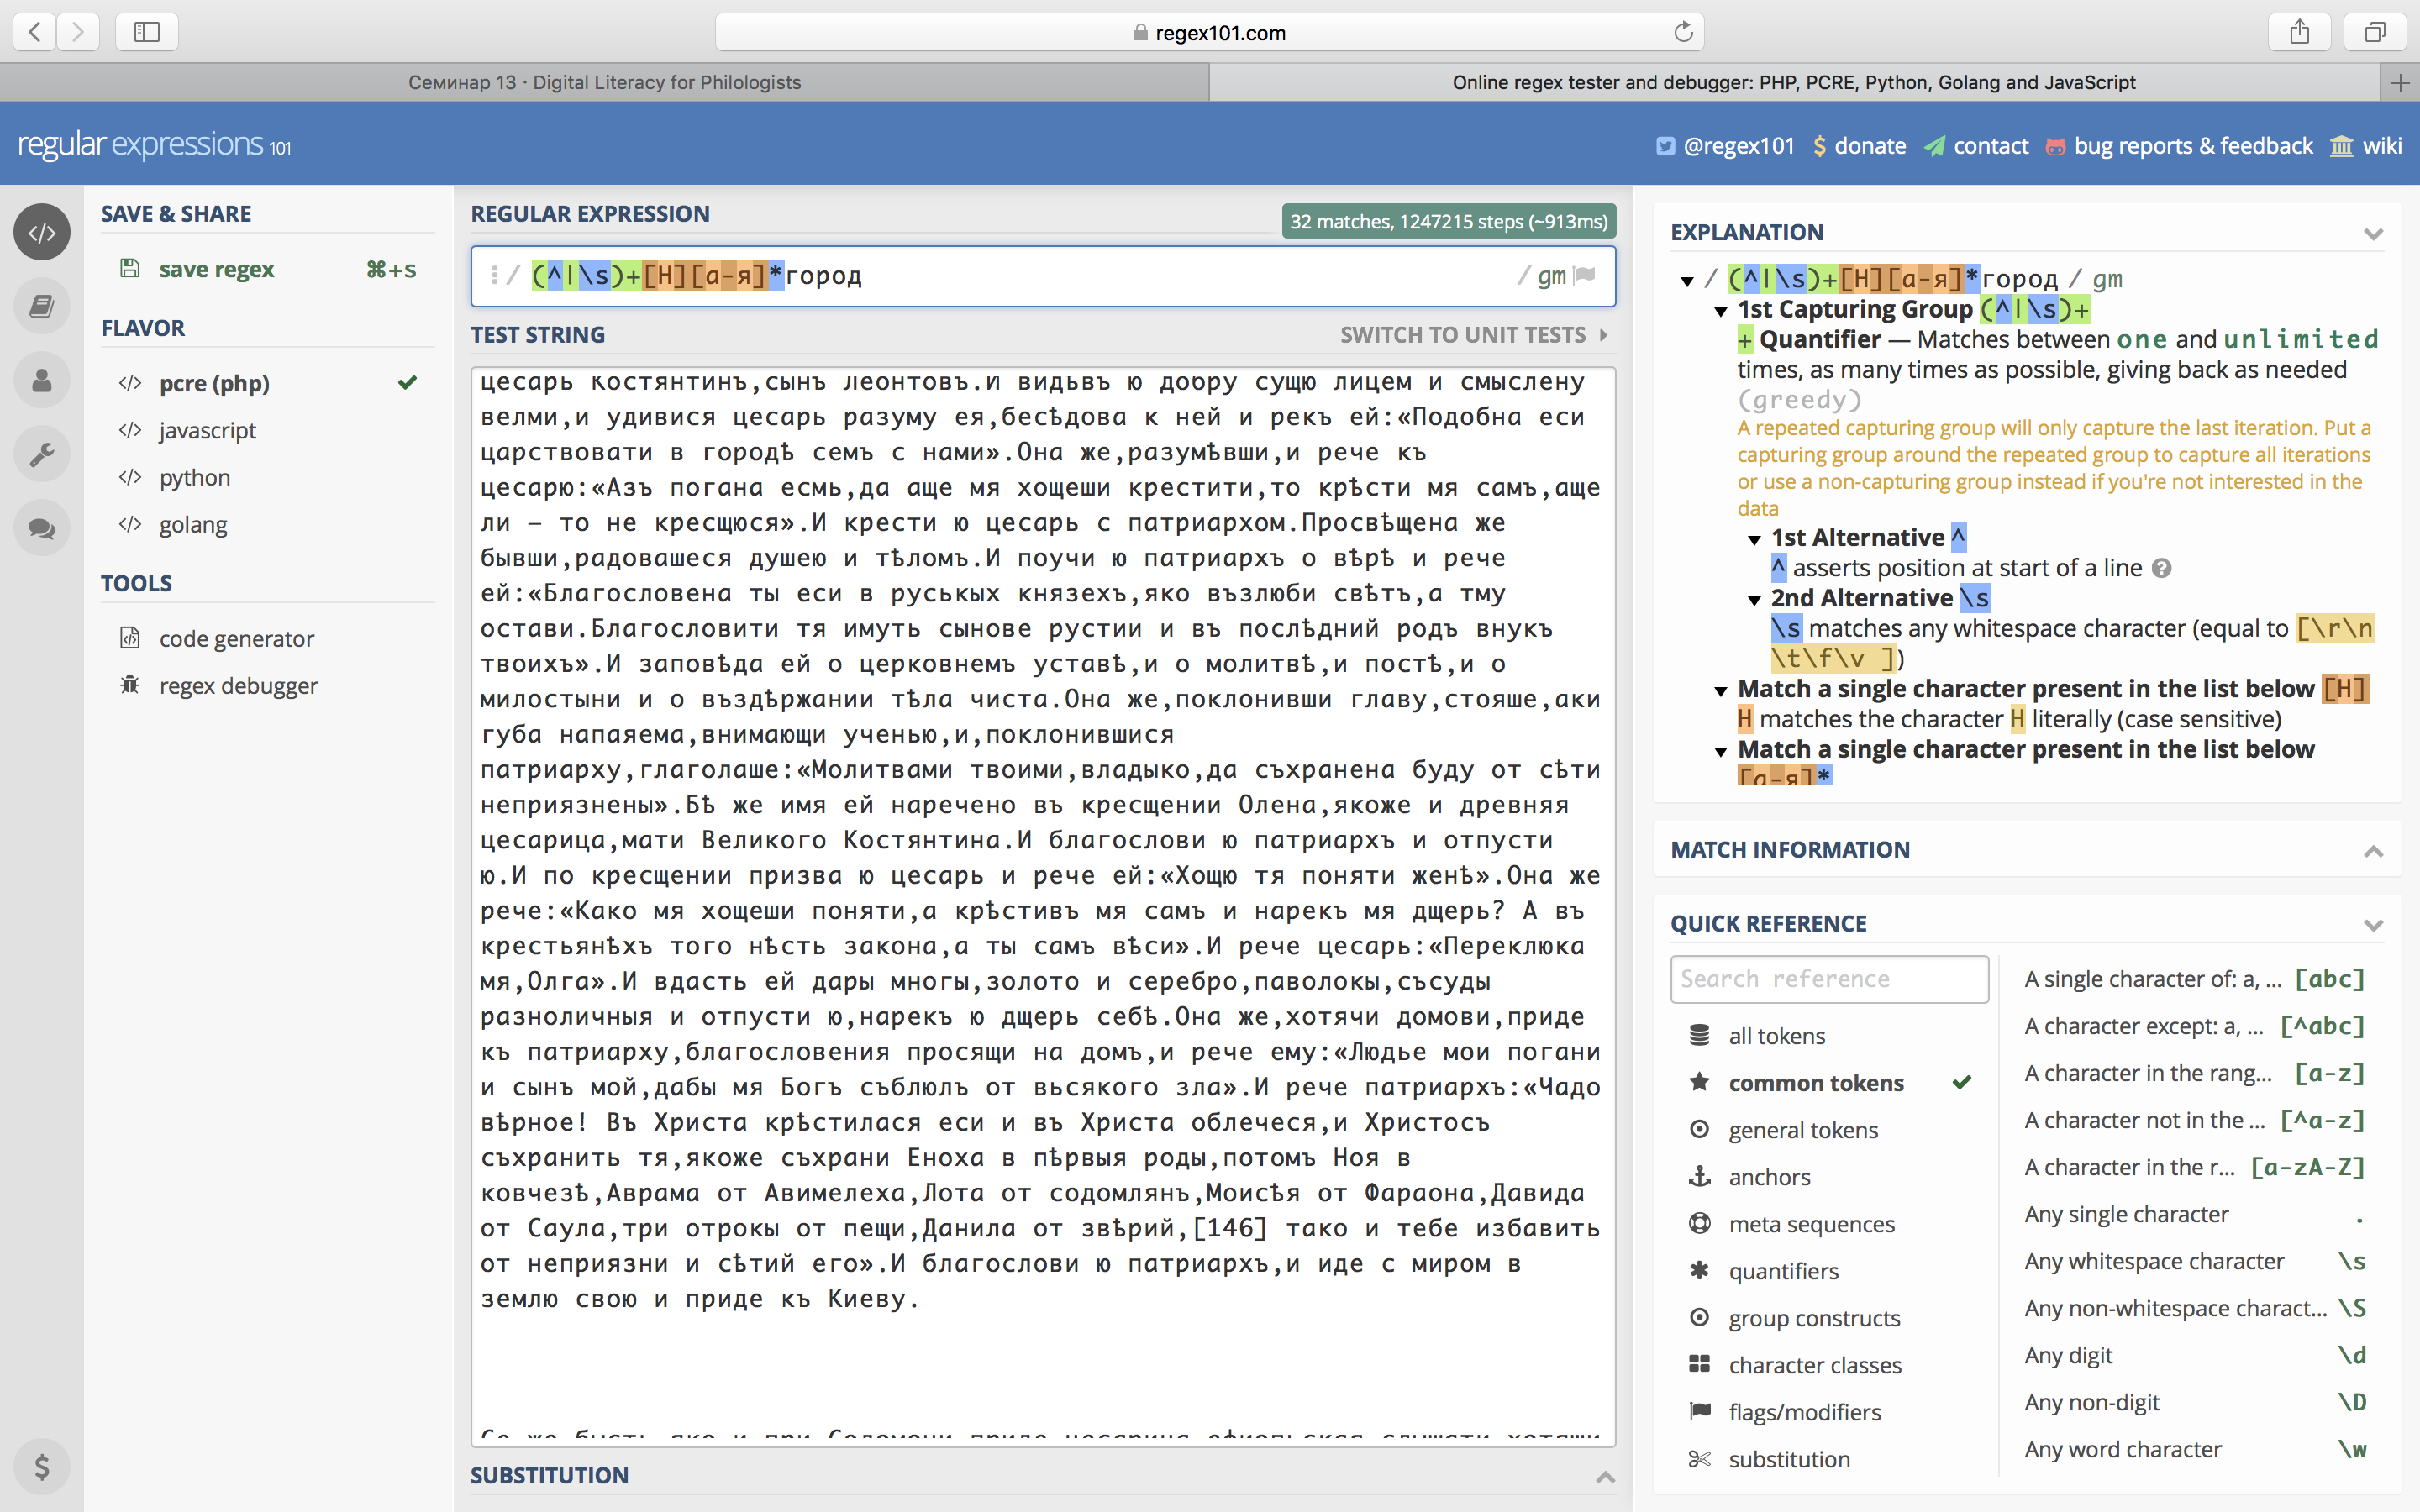 regex101.com
Семинар 13 · Digital Literacy for Philologists
Online regex tester and debugger: PHP, PCRE, Python, Golang and JavaScript
regular expressions 101
@regex101
$ donate
contact
bug reports & feedback
wiki
SAVE & SHARE
save regex ⌘+S
FLAVOR
</> pcre (php)
</> javascript
</> python
</> golang
TOOLS
code generator
regex debugger
$
REGULAR EXPRESSION
32 matches, 1247215 steps (~913ms)
/ (^|\s)+[Н][а-я]*город / gm
TEST STRING
SWITCH TO UNIT TESTS
цесарь костянтинъ,сынъ леонтовъ.и видьвъ ю добру сущю лицем и смыслену
велми,и удивися цесарь разуму ея,бесѣдова к ней и рекъ ей:«Подобна еси
царствовати в городѣ семъ с нами».Она же,разумѣвши,и рече къ
цесарю:«Азъ погана есмь,да аще мя хощеши крестити,то крѣсти мя самъ,аще
ли – то не кресщюся».И крести ю цесарь с патриархом.Просвѣщена же
бывши,радовашеся душею и тѣломъ.И поучи ю патриархъ о вѣрѣ и рече
ей:«Благословена ты еси в руськых князехъ,яко възлюби свѣтъ,а тму
остави.Благословити тя имуть сынове рустии и въ послѣдний родъ внукъ
твоихъ».И заповѣда ей о церковнемъ уставѣ,и о молитвѣ,и постѣ,и о
милостыни и о въздѣржании тѣла чиста.Она же,поклонивши главу,стояше,аки
губа напаяема,внимающи ученью,и,поклонившися
патриарху,глаголаше:«Молитвами твоими,владыко,да съхранена буду от сѣти
неприязнены».Бѣ же имя ей наречено въ кресщении Олена,якоже и древняя
цесарица,мати Великого Костянтина.И благослови ю патриархъ и отпусти
ю.И по кресщении призва ю цесарь и рече ей:«Хощю тя поняти женѣ».Она же
рече:«Како мя хощеши поняти,а крѣстивъ мя самъ и нарекъ мя дщерь? А въ
крестьянѣхъ того нѣсть закона,а ты самъ вѣси».И рече цесарь:«Переклюка
мя,Олга».И вдасть ей дары многы,золото и серебро,паволокы,съсуды
разноличныя и отпусти ю,нарекъ ю дщерь себѣ.Она же,хотячи домови,приде
къ патриарху,благословения просящи на домъ,и рече ему:«Людье мои погани
и сынъ мой,дабы мя Богъ съблюлъ от вьсякого зла».И рече патриархъ:«Чадо
вѣрное! Въ Христа крѣстилася еси и въ Христа облечеся,и Христосъ
съхранить тя,якоже съхрани Еноха в пѣрвыя роды,потомъ Ноя в
ковчезѣ,Аврама от Авимелеха,Лота от содомлянъ,Моисѣя от Фараона,Давида
от Саула,три отрокы от пещи,Данила от звѣрий,[146] тако и тебе избавить
от неприязни и сѣтий его».И благослови ю патриархъ,и иде с миром в
землю свою и приде къ Киеву.
Се же бысть,яко и при Соломони приде цесарица ефиопьская,слышати хотящи
SUBSTITUTION
EXPLANATION
/ (^|\s)+[Н][а-я]*город / gm
1st Capturing Group (^|\s)+
+ Quantifier — Matches between one and unlimited
times, as many times as possible, giving back as needed
(greedy)
A repeated capturing group will only capture the last iteration. Put a
capturing group around the repeated group to capture all iterations
or use a non-capturing group instead if you're not interested in the
data
1st Alternative ^
^ asserts position at start of a line
2nd Alternative \s
\s matches any whitespace character (equal to [\r\n
\t\f\v ])
Match a single character present in the list below [Н]
Н matches the character Н literally (case sensitive)
Match a single character present in the list below
[а-я]*
MATCH INFORMATION
QUICK REFERENCE
Search reference
all tokens
common tokens
general tokens
anchors
meta sequences
quantifiers
group constructs
character classes
flags/modifiers
substitution
A single character of: a, ... [abc]
A character except: a, ... [^abc]
A character in the rang... [a-z]
A character not in the ... [^a-z]
A character in the r... [a-zA-Z]
Any single character .
Any whitespace character \s
Any non-whitespace charact... \S
Any digit \d
Any non-digit \D
Any word character \w